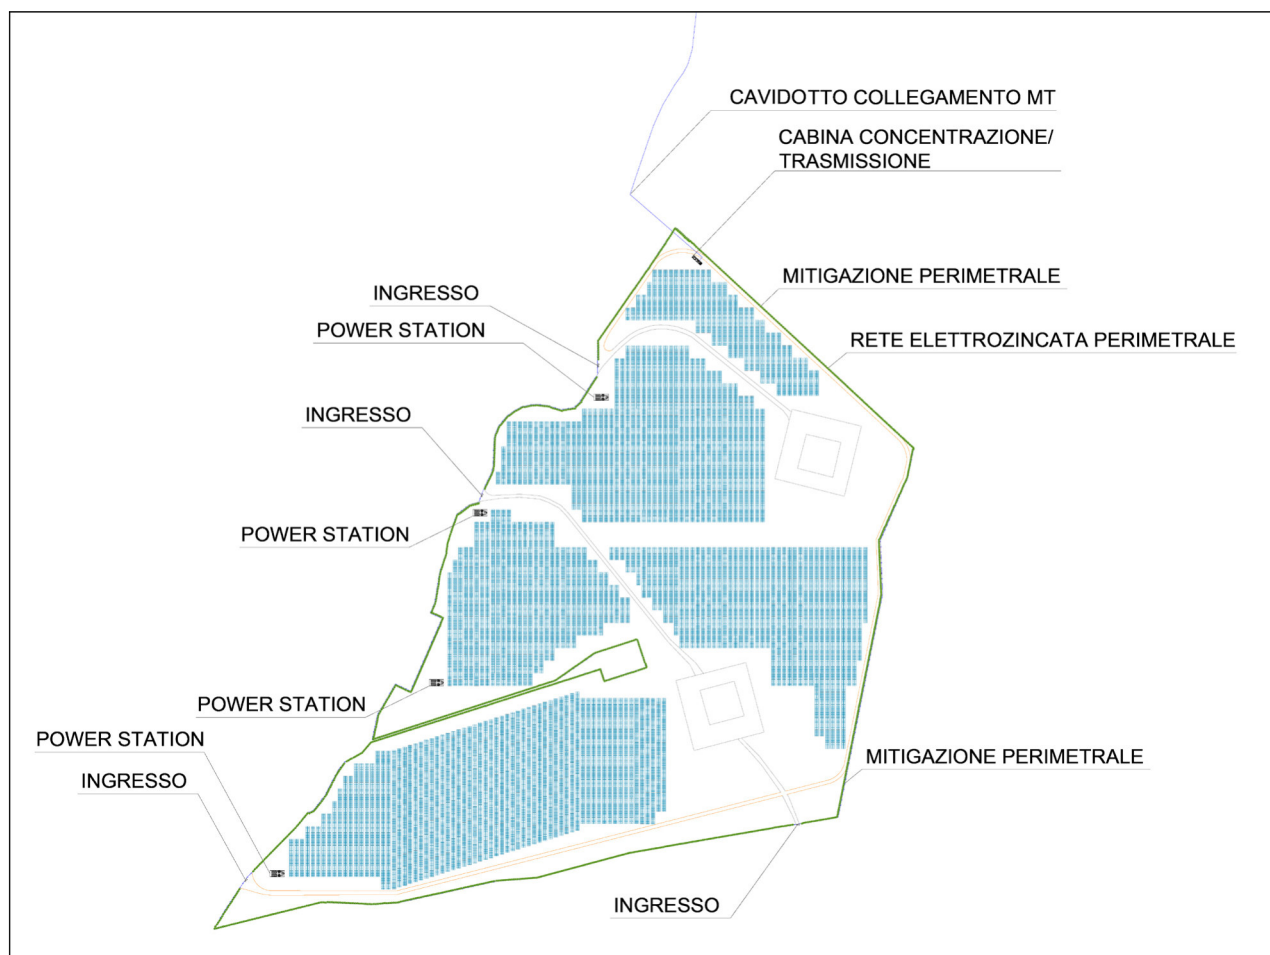 CAVIDOTTO COLLEGAMENTO MT
CABINA CONCENTRAZIONE/
TRASMISSIONE
MITIGAZIONE PERIMETRALE
INGRESSO
POWER STATION
RETE ELETTROZINCATA PERIMETRALE
INGRESSO
POWER STATION
POWER STATION
POWER STATION
MITIGAZIONE PERIMETRALE
INGRESSO
INGRESSO